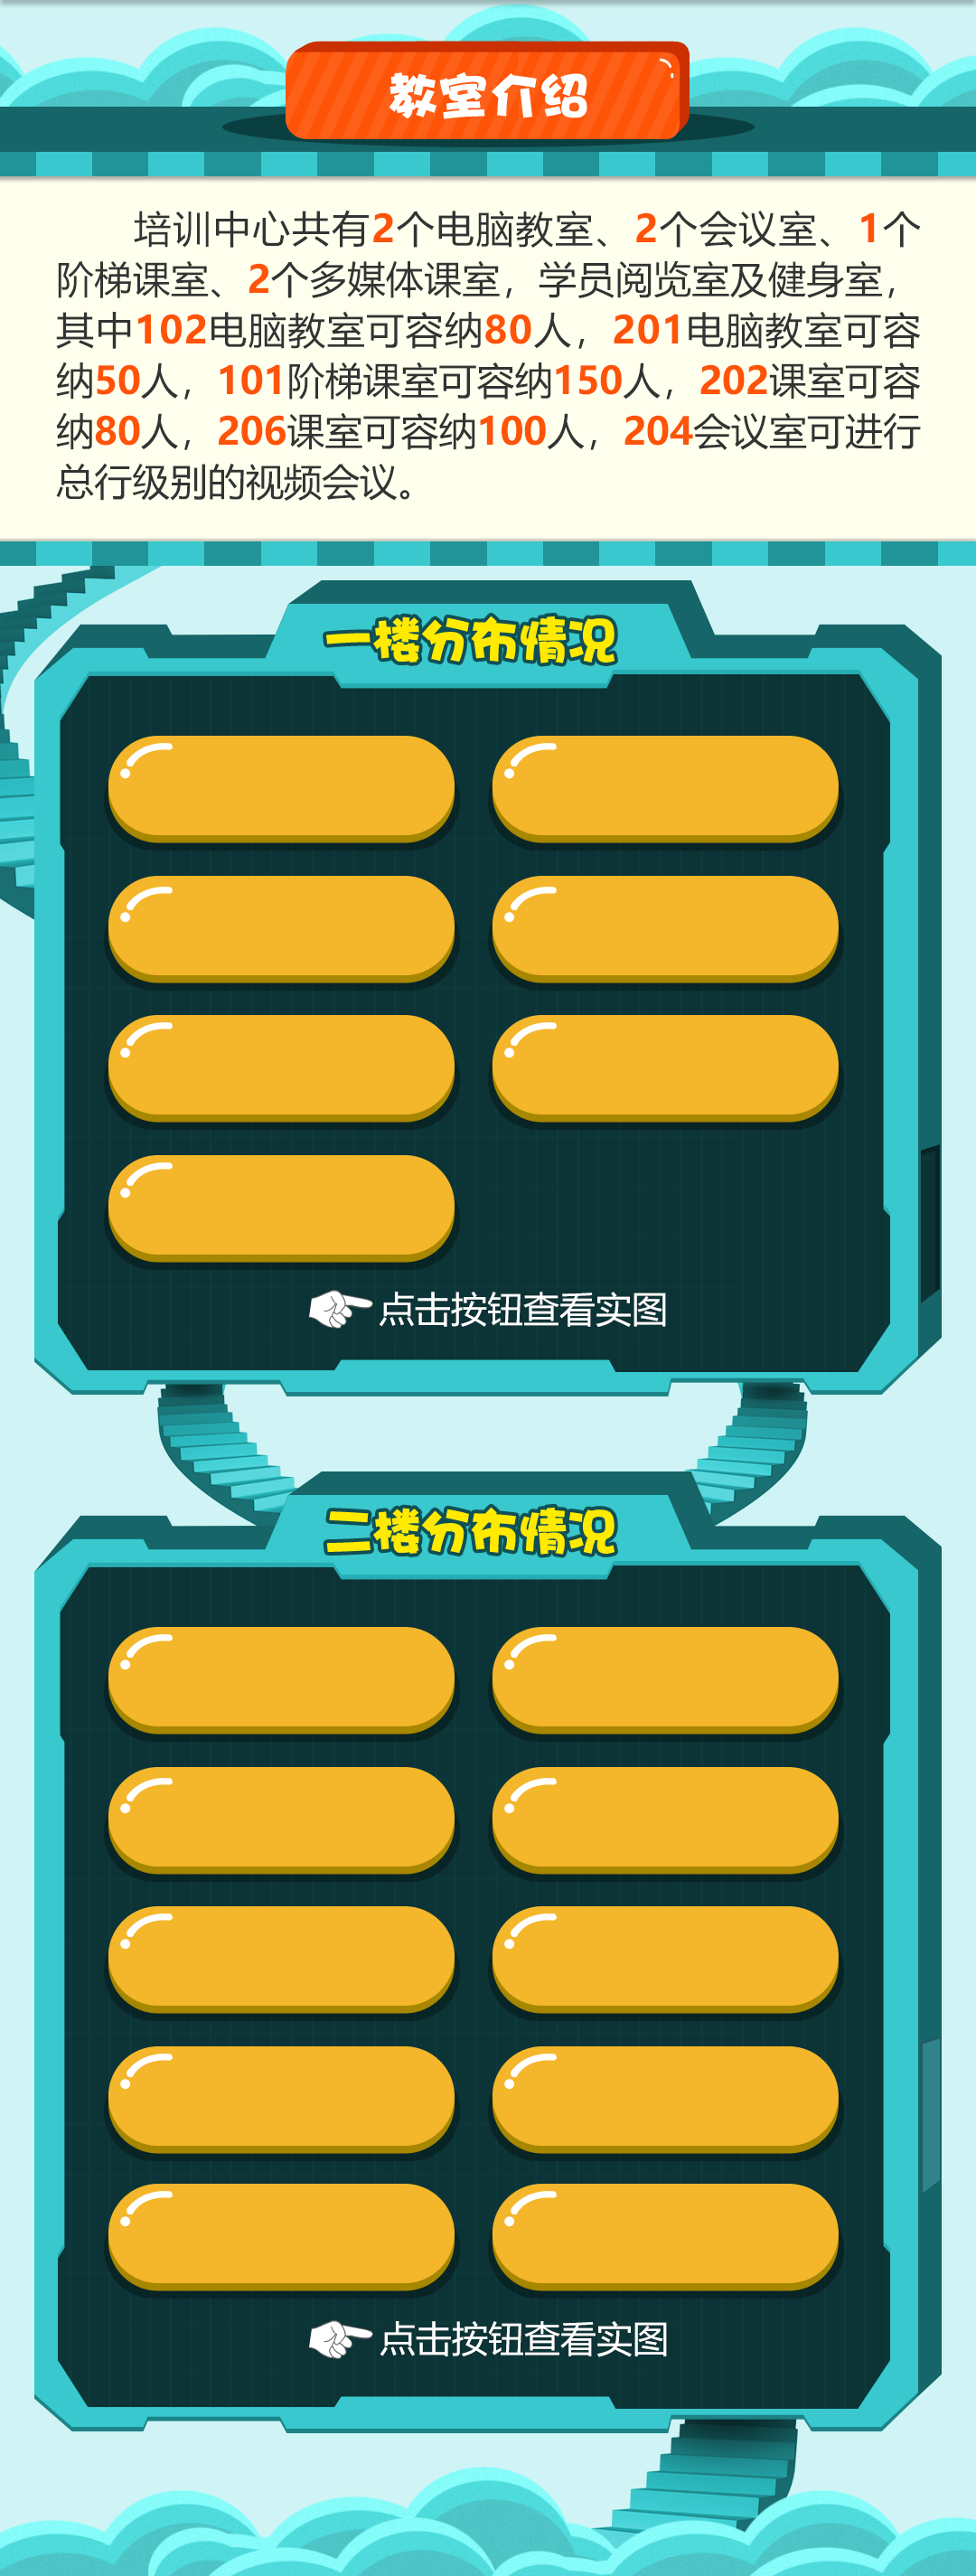 教室介绍
培训中心共有2个电脑教室、2个会议室、1个
阶梯课室、2个多媒体课室，学员阅览室及健身室，
其中102电脑教室可容纳80人，201电脑教室可容
纳50人，101阶梯课室可容纳150人，202课室可容
纳80人，206课室可容纳100人，204会议室可进行
总行级别的视频会议。
一楼分布情况
点击按钮查看实图
二楼分布情况
点击按钮查看实图